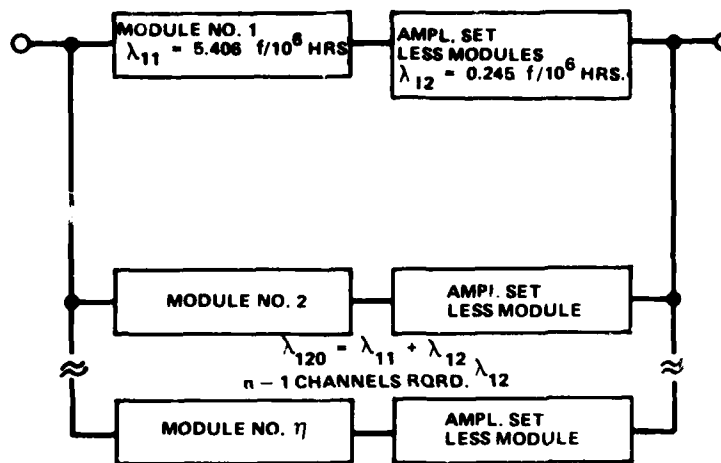 MODULE NO. 1
λ11 = 5.406 f/10^6 HRS
AMPL. SET
LESS MODULES
λ12 = 0.245 f/10^6 HRS.
MODULE NO. 2
AMPL. SET
LESS MODULE
λ120 = λ11 + λ12
n – 1 CHANNELS RQRD. λ12
MODULE NO. η
AMPL. SET
LESS MODULE